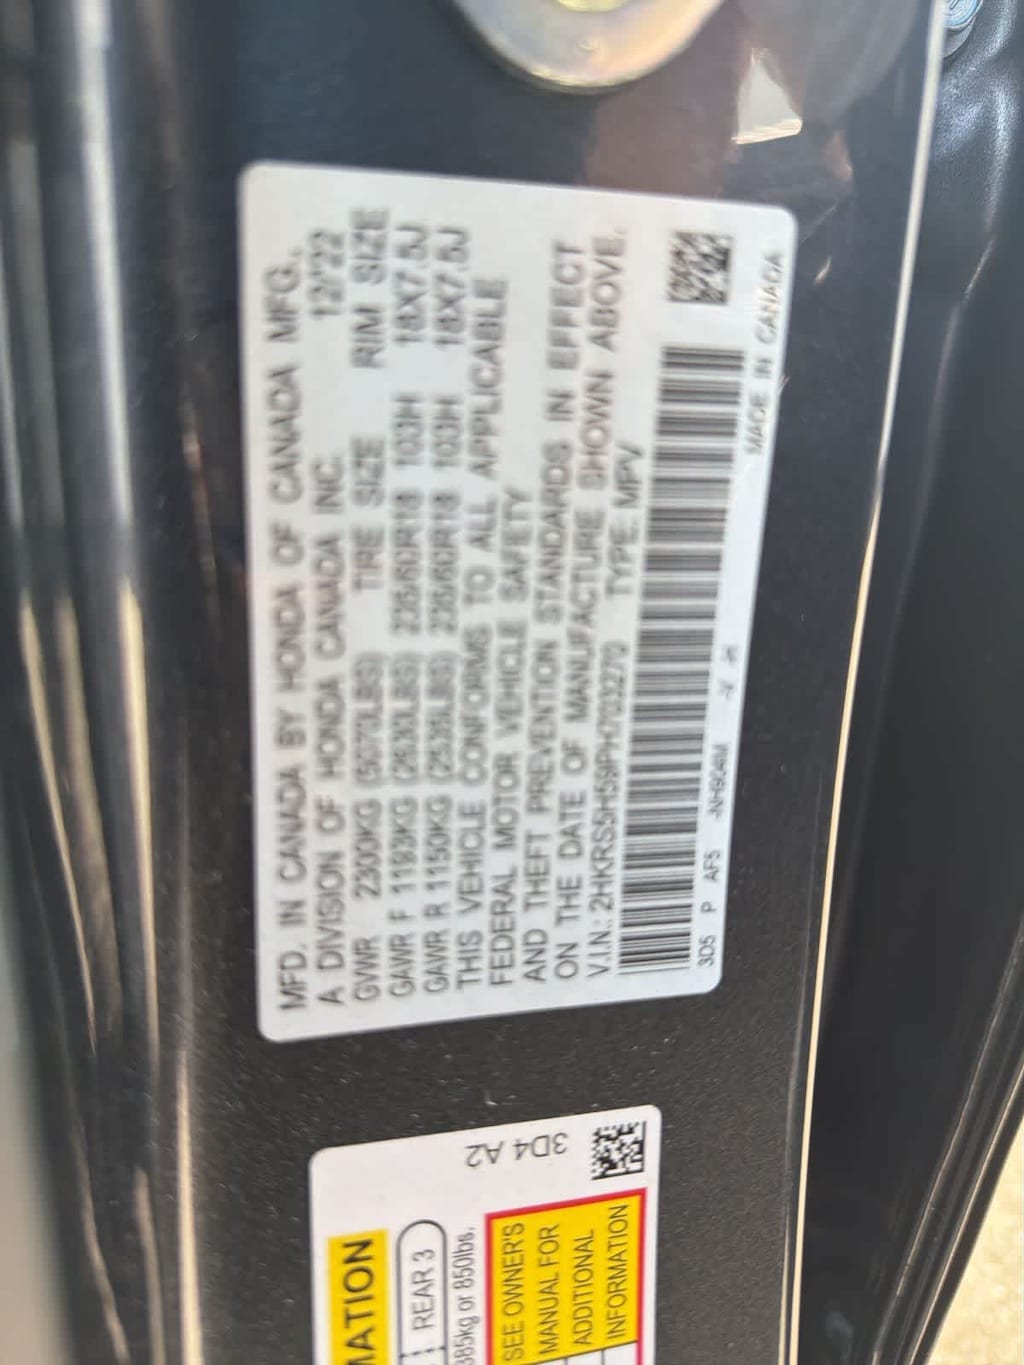 MFD. IN CANADA BY HONDA OF CANADA MFG.,
A DIVISION OF HONDA CANADA INC. 12/22
GVWR 2300KG (5070LBS) TIRE SIZE RIM SIZE
GAWR F 1193KG (2630LBS) 235/60R18 103H 18X7.5J
GAWR R 1150KG (2535LBS) 235/60R18 103H 18X7.5J
THIS VEHICLE CONFORMS TO ALL APPLICABLE
FEDERAL MOTOR VEHICLE SAFETY
AND THEFT PREVENTION STANDARDS IN EFFECT
ON THE DATE OF MANUFACTURE SHOWN ABOVE.
V.I.N.: 2HKRS5H59PH703270 TYPE: MPV
3D5 P AF5 -NH904M -V -H MADE IN CANADA
3D4 A2
MATION
REAR 3
385kg or 850lbs.
SEE OWNER'S
MANUAL FOR
ADDITIONAL
INFORMATION